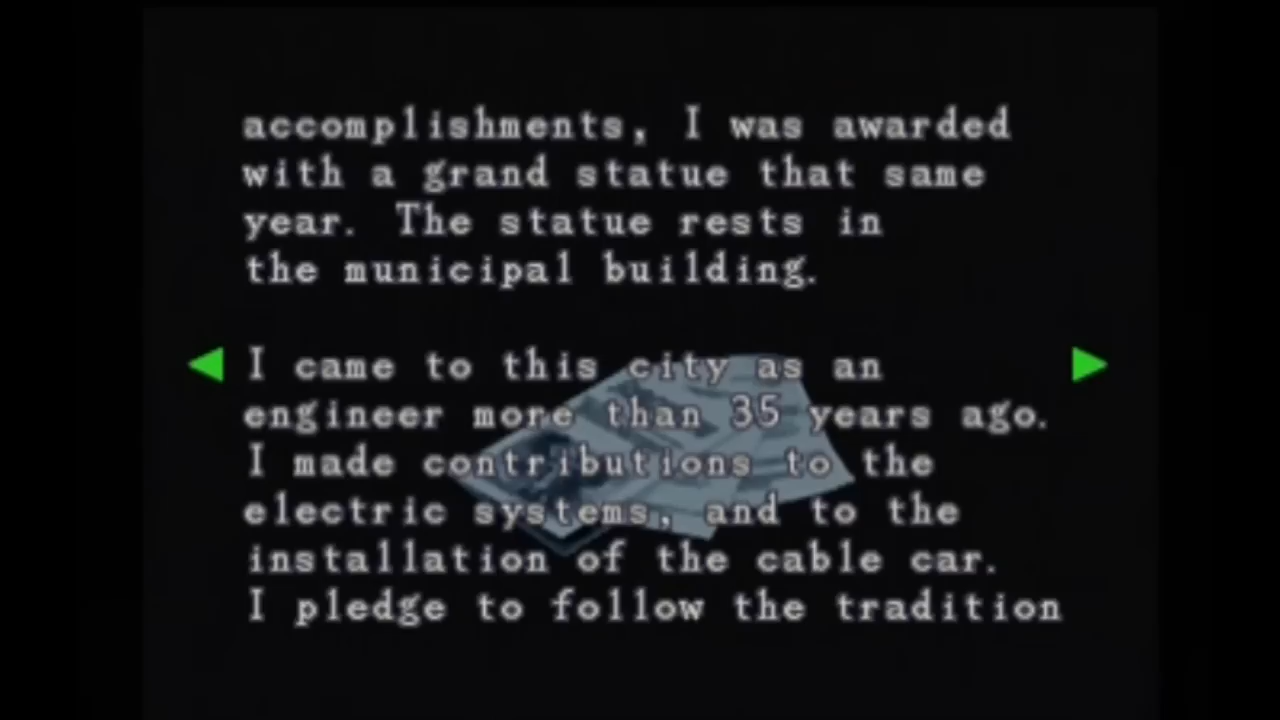 accomplishments, I was awarded
with a grand statue that same
year. The statue rests in
the municipal building.
I came to this city as an
engineer more than 35 years ago.
I made contributions to the
electric systems, and to the
installation of the cable car.
I pledge to follow the tradition